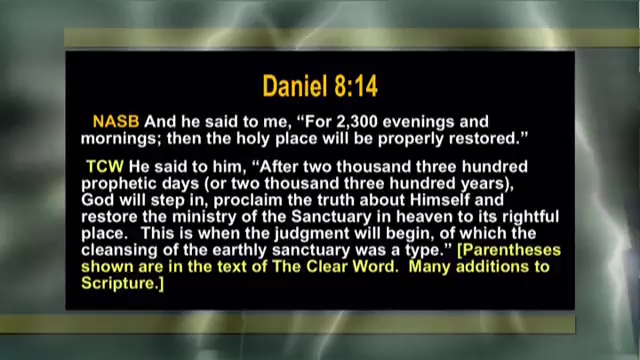 Daniel 8:14
NASB And he said to me, “For 2,300 evenings and
mornings; then the holy place will be properly restored.”
TCW He said to him, “After two thousand three hundred
prophetic days (or two thousand three hundred years),
God will step in, proclaim the truth about Himself and
restore the ministry of the Sanctuary in heaven to its rightful
place.  This is when the judgment will begin, of which the
cleansing of the earthly sanctuary was a type.” [Parentheses
shown are in the text of The Clear Word.  Many additions to
Scripture.]